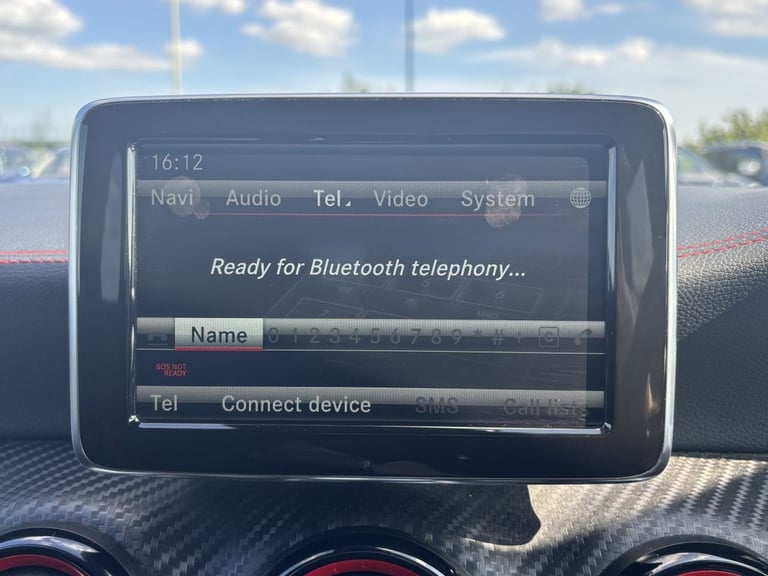 16:12
Navi Audio Tel Video System
Ready for Bluetooth telephony...
Name 0 1 2 3 4 5 6 7 8 9 * # +
SOS NOT
READY
Tel Connect device SMS Call lists